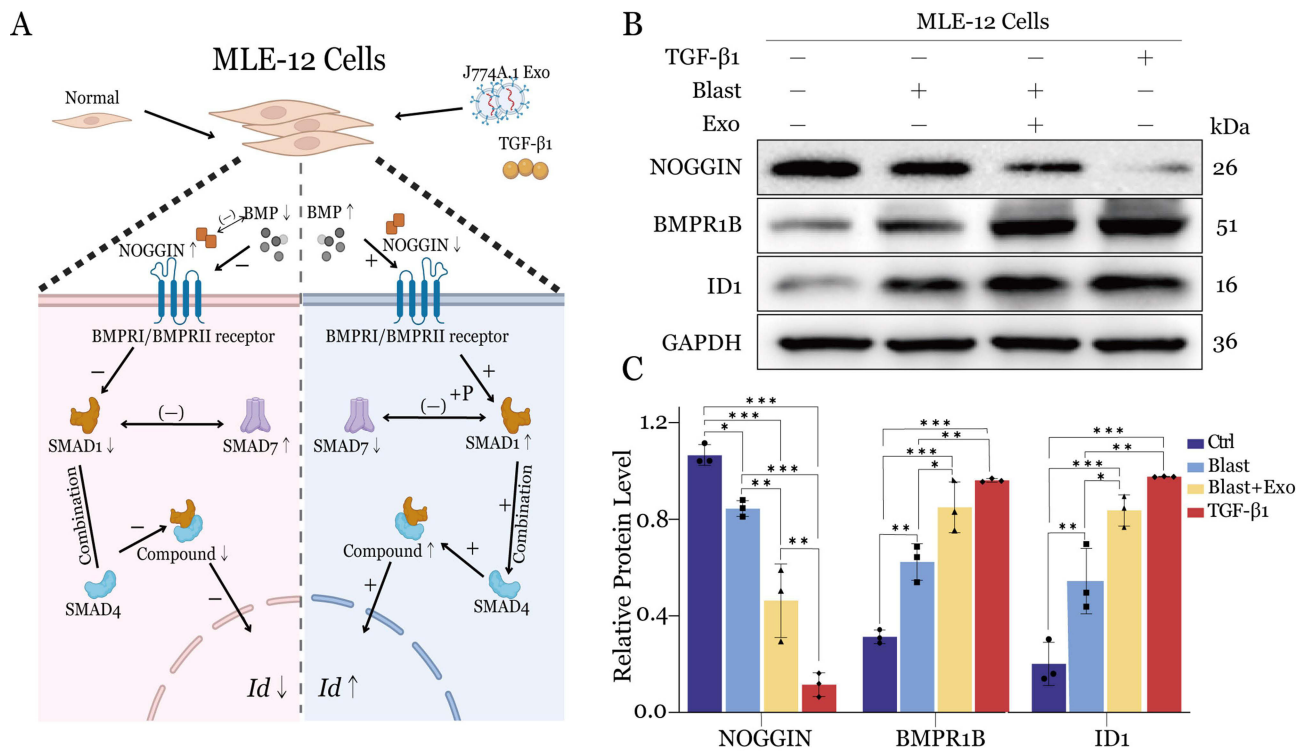 A
MLE-12 Cells
J774A.1 Exo
Normal
TGF-β1
(−) BMP ↓ BMP ↑
NOGGIN ↑ NOGGIN ↓
− +
BMPRI/BMPRII receptor BMPRI/BMPRII receptor
− +
(−) (−) +P
SMAD1 ↓ SMAD7 ↑ SMAD7 ↓ SMAD1 ↑
Combination − + Combination
Compound ↓ Compound ↑ +
SMAD4 SMAD4
− +
Id ↓ Id ↑
B
MLE-12 Cells
TGF-β1 − − − +
Blast − + + −
Exo − − + − kDa
NOGGIN 26
BMPR1B 51
ID1 16
GAPDH 36
C
Relative Protein Level
1.2
0.8
0.4
0.0
*** *** * *** ** **
*** ** *** * **
*** ** *** * **
Ctrl
Blast
Blast+Exo
TGF-β1
NOGGIN BMPR1B ID1